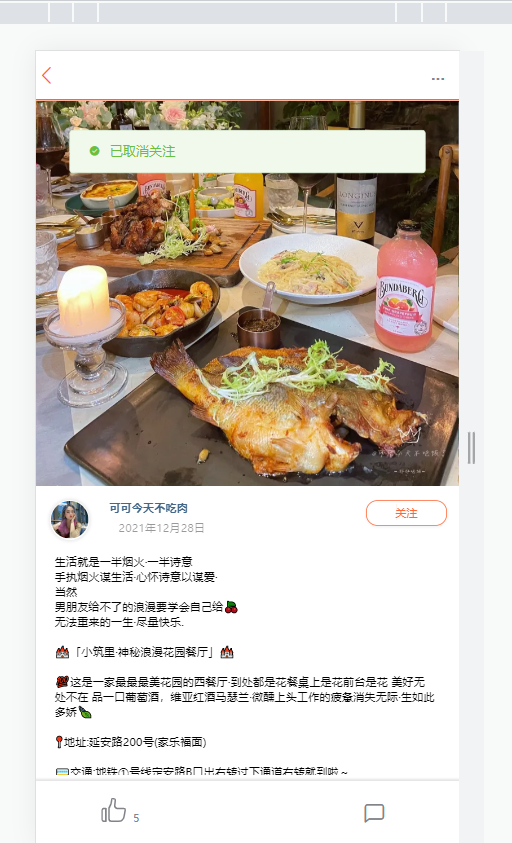 已取消关注
BUNDABERG
BUNDABERG
可可今天不吃肉
关注
2021年12月28日
生活就是一半烟火·一半诗意
手执烟火谋生活·心怀诗意以谋爱·
当然
男朋友给不了的浪漫要学会自己给🍒
无法重来的一生·尽量快乐.
🏰「小筑里·神秘浪漫花园餐厅」🏰
💯这是一家最最最美花园的西餐厅·到处都是花餐桌上是花前台是花 美好无
处不在 品一口葡萄酒，维亚红酒马瑟兰·微醺上头工作的疲惫消失无际·生如此
多娇🍃
📍地址:延安路200号(家乐福面)
🚌交通:地铁①号线定安路B口出右转过下通道右转就到啦～
5